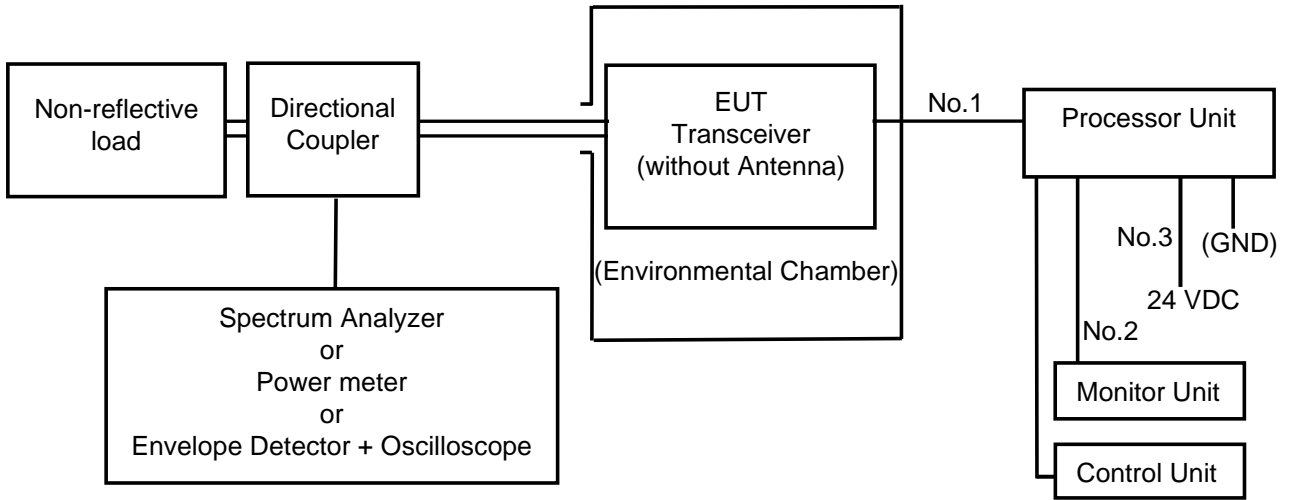 Non-reflective
load
Directional
Coupler
EUT
Transceiver
(without Antenna)
No.1
Processor Unit
(Environmental Chamber)
No.3
(GND)
24 VDC
No.2
Spectrum Analyzer
or
Power meter
or
Envelope Detector + Oscilloscope
Monitor Unit
Control Unit